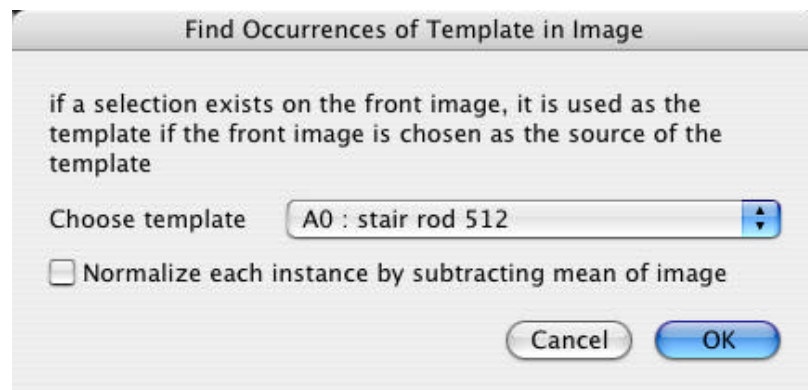 Find Occurrences of Template in Image
if a selection exists on the front image, it is used as the
template if the front image is chosen as the source of the
template
Choose template A0 : stair rod 512
Normalize each instance by subtracting mean of image
Cancel OK